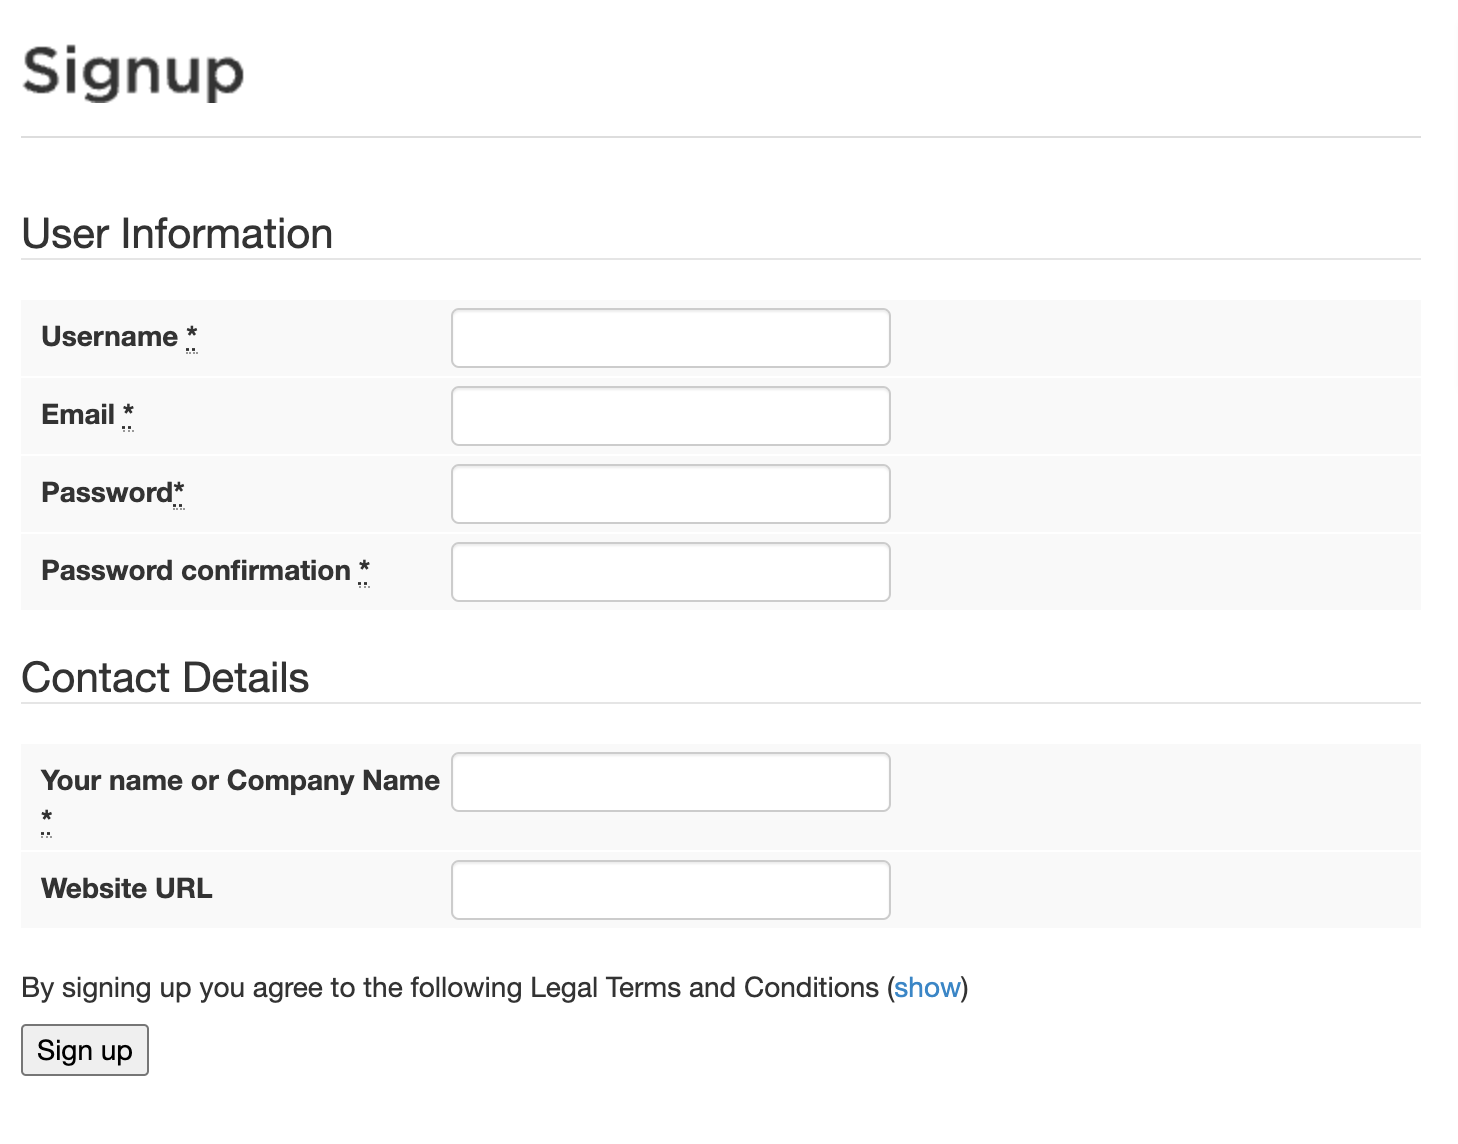 Signup
User Information
Username *
Email *
Password*
Password confirmation *
Contact Details
Your name or Company Name
*
Website URL
By signing up you agree to the following Legal Terms and Conditions (show)
Sign up